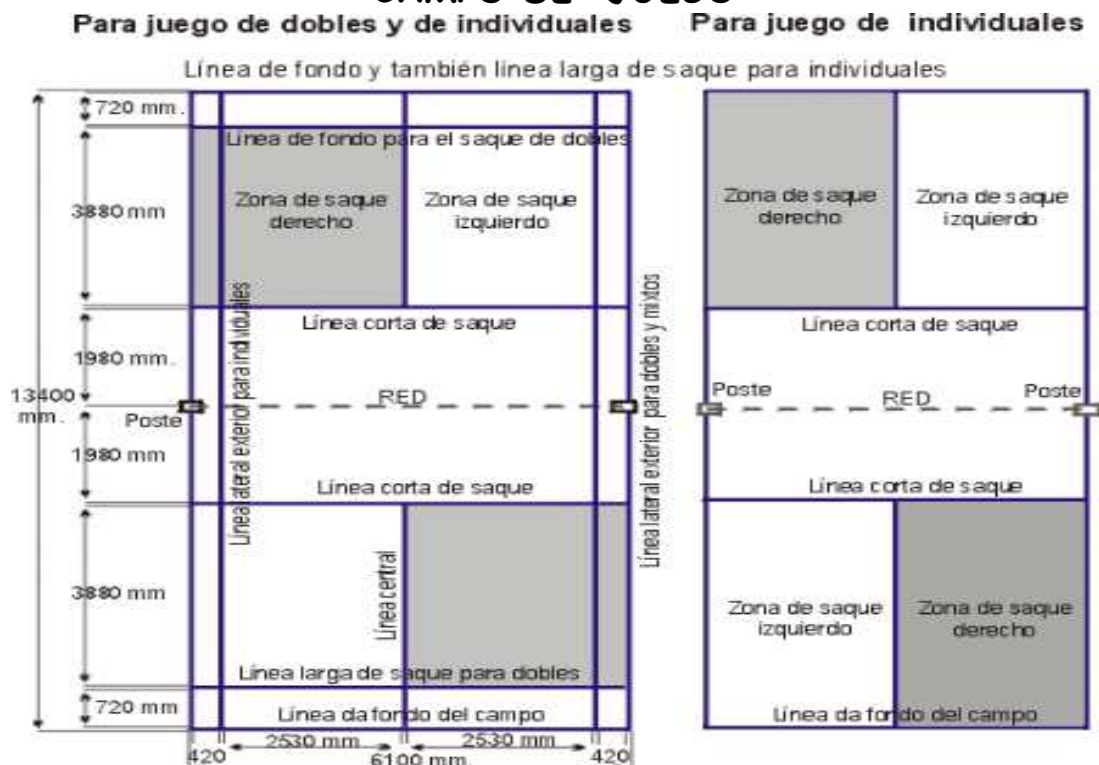 Para juego de dobles y de individuales
Para juego de individuales
Línea de fondo y también línea larga de saque para individuales
720 mm.
Línea de fondo para el saque de dobles
3880 mm
Zona de saque
derecho
Zona de saque
izquierdo
Zona de saque
derecho
Zona de saque
izquierdo
Línea lateral exterior para individuales
Línea lateral exterior para dobles y mixtos
Línea corta de saque
Línea corta de saque
1980 mm.
13400
mm.
Poste
RED
Poste
RED
Poste
1980 mm
Línea corta de saque
Línea corta de saque
3880 mm
Línea central
Zona de saque
izquierdo
Zona de saque
derecho
Línea larga de saque para dobles
720 mm
Línea da fondo del campo
Línea da fondo del campo
420
2530 mm
2530 mm
420
6100 mm.